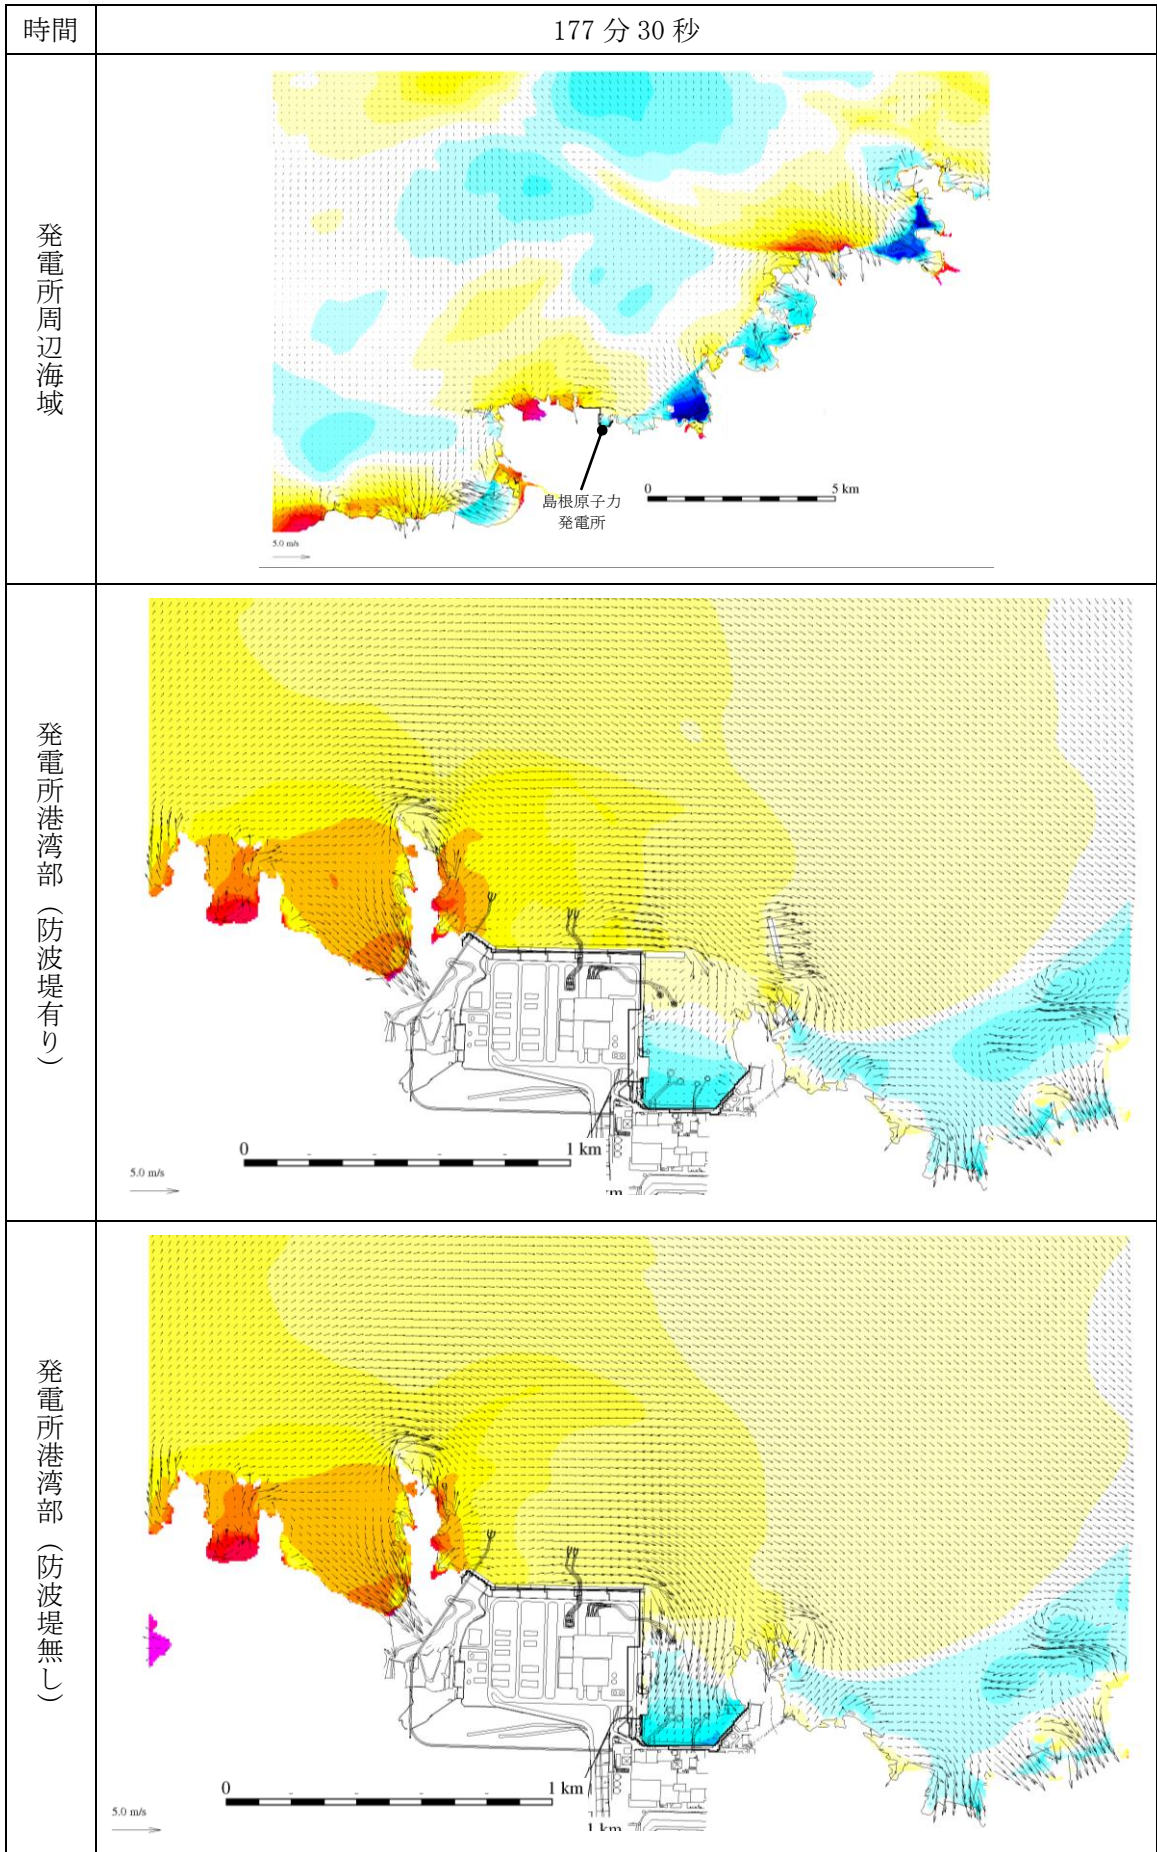 時間
177 分 30 秒
発電所周辺海域
島根原子力
発電所
0
5 km
5.0 m/s
発電所港湾部（防波堤有り）
0
1 km
5.0 m/s
発電所港湾部（防波堤無し）
0
1 km
5.0 m/s
1 km